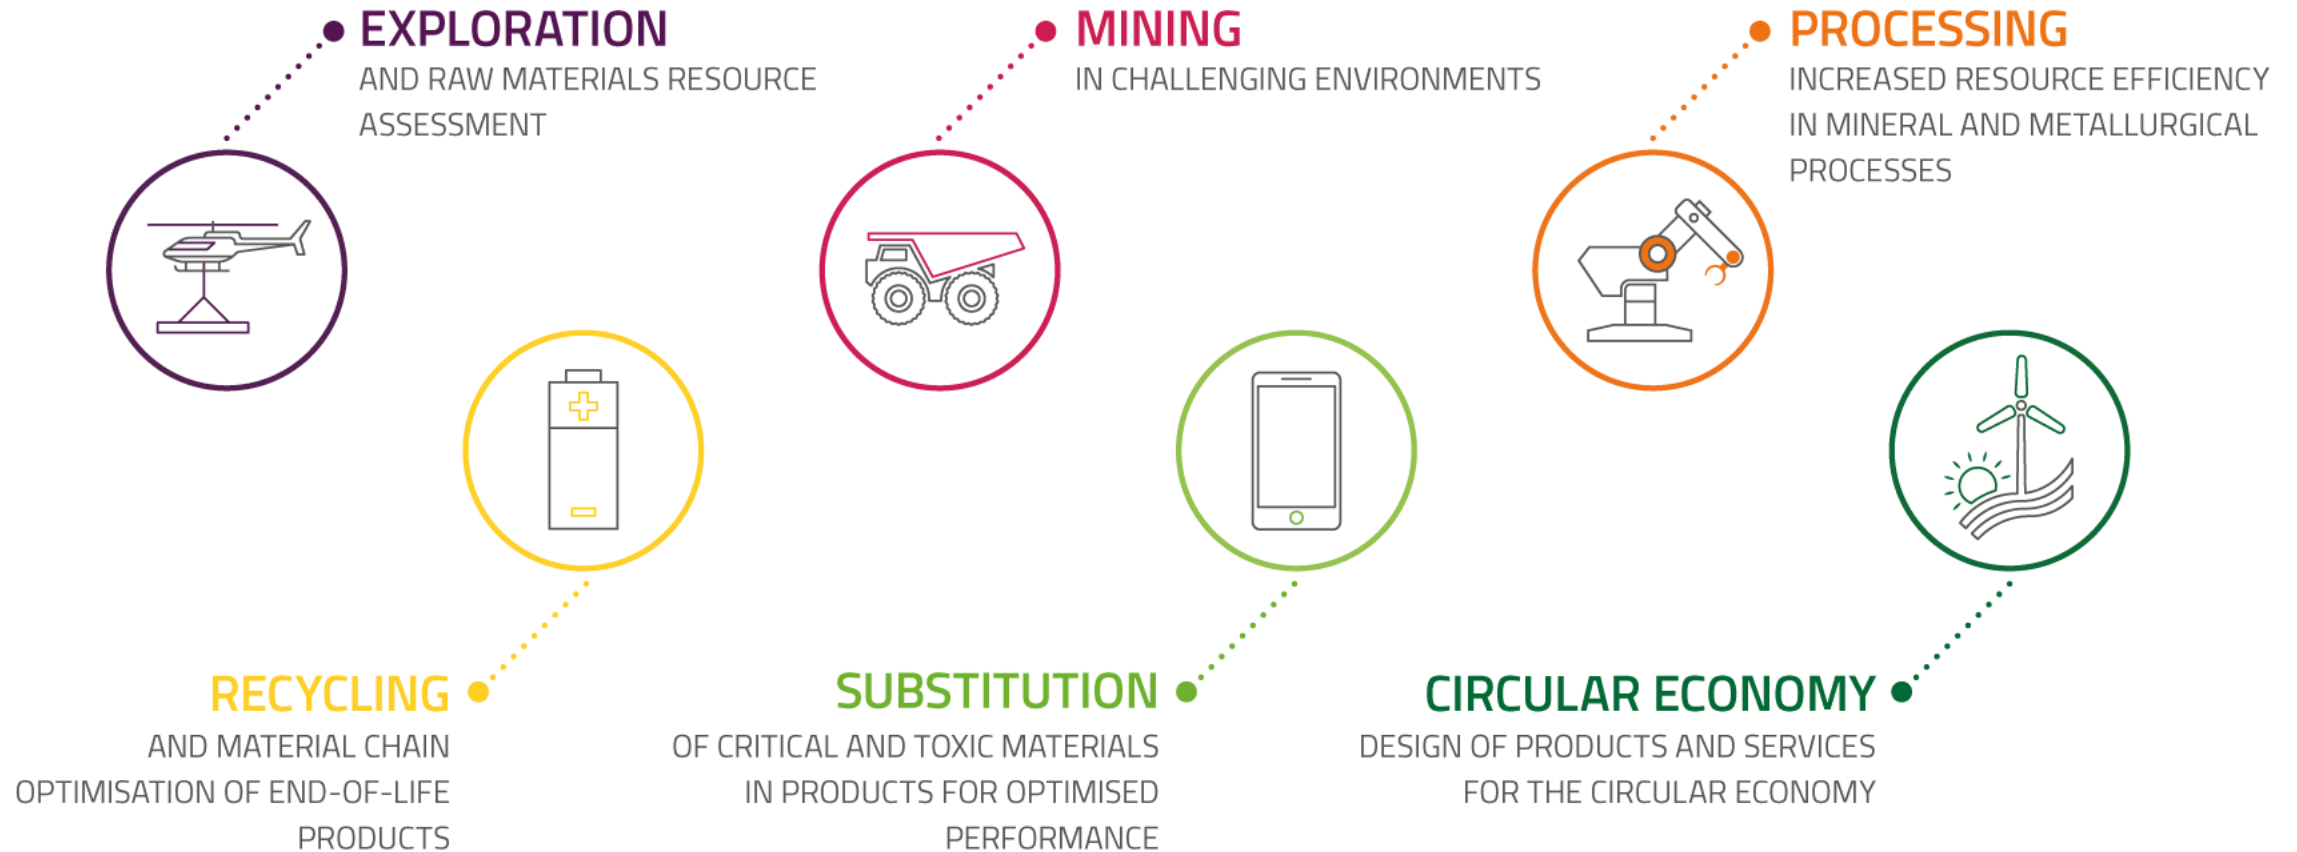 EXPLORATION
AND RAW MATERIALS RESOURCE
ASSESSMENT
MINING
IN CHALLENGING ENVIRONMENTS
PROCESSING
INCREASED RESOURCE EFFICIENCY
IN MINERAL AND METALLURGICAL
PROCESSES
RECYCLING
AND MATERIAL CHAIN
OPTIMISATION OF END-OF-LIFE
PRODUCTS
SUBSTITUTION
OF CRITICAL AND TOXIC MATERIALS
IN PRODUCTS FOR OPTIMISED
PERFORMANCE
CIRCULAR ECONOMY
DESIGN OF PRODUCTS AND SERVICES
FOR THE CIRCULAR ECONOMY